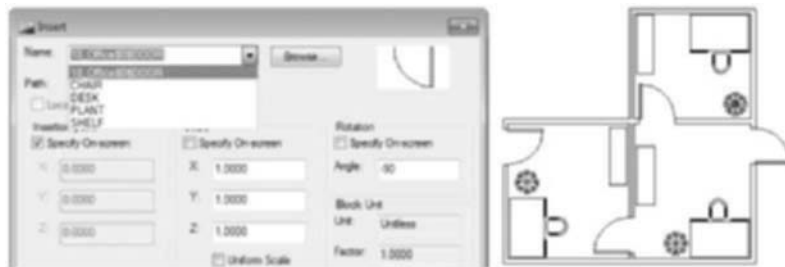 Insert
Name:
Browse...
Path:
CHAIR
DESK
PLANT
SHELF
Specify On-screen
Specify On-screen
Rotation
Specify On-screen
X: 0.0000
X: 1.0000
Angle: -90
Y: 0.0000
Y: 1.0000
Block Unit
Z: 0.0000
Z: 1.0000
Unit: Unitless
Uniform Scale
Factor: 1.0000